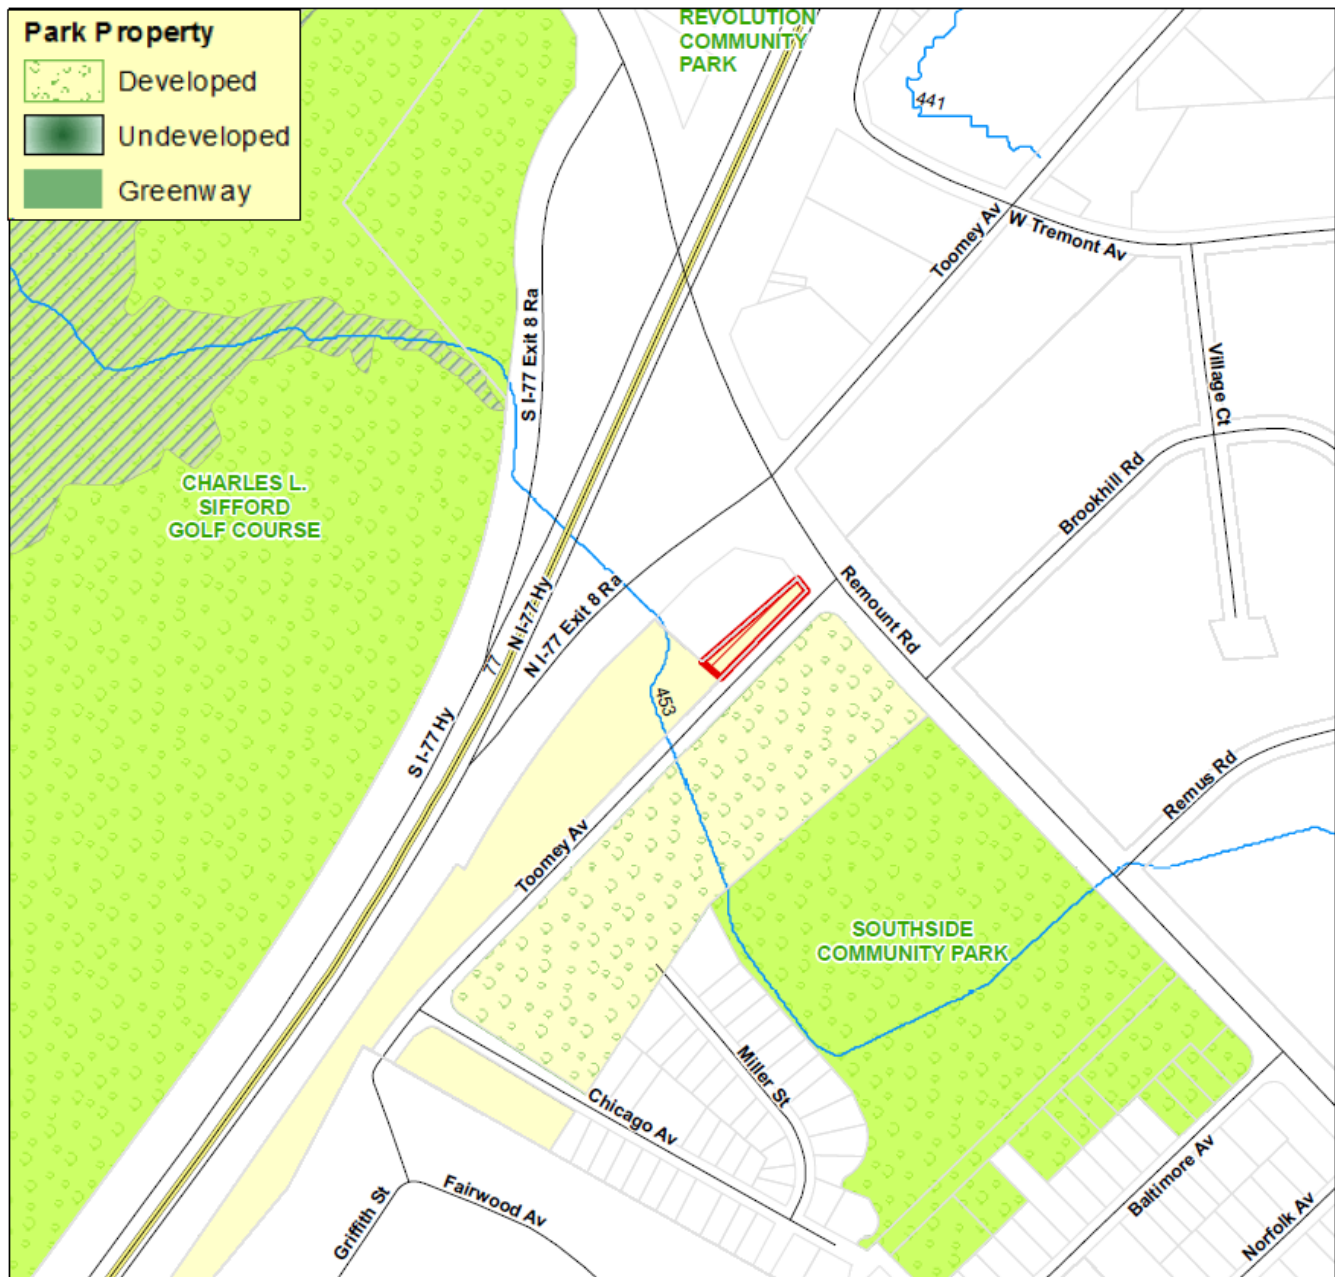 Park Property
Developed
Undeveloped
Greenway
REVOLUTION
COMMUNITY
PARK
441
Toomey Av
W Tremont Av
S I-77 Exit 8 Ra
Village Ct
CHARLES L.
SIFFORD
GOLF COURSE
Brookhill Rd
N I-77 Hy
N I-77 Exit 8 Ra
Remount Rd
77
453
S I-77 Hy
Remus Rd
Toomey Av
SOUTHSIDE
COMMUNITY PARK
Miller St
Chicago Av
Baltimore Av
Fairwood Av
Griffith St
Norfolk Av